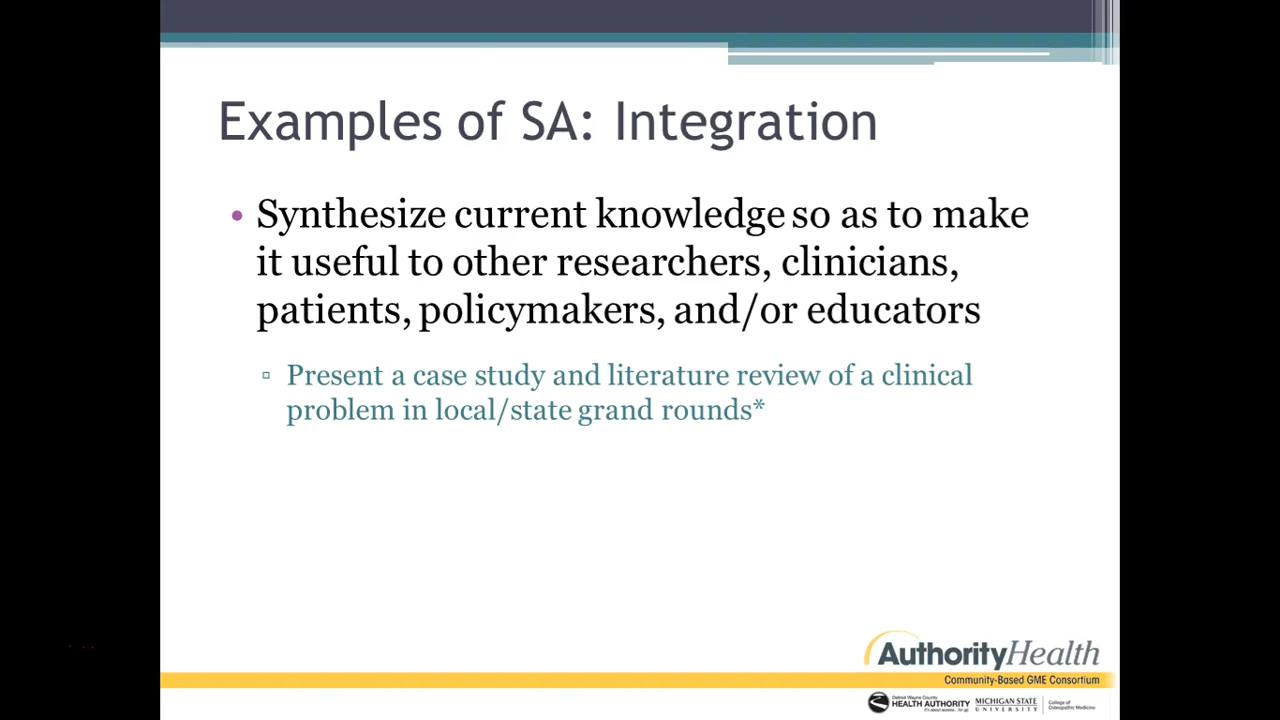 Examples of SA: Integration
• Synthesize current knowledge so as to make
it useful to other researchers, clinicians,
patients, policymakers, and/or educators
▫ Present a case study and literature review of a clinical
problem in local/state grand rounds*
AuthorityHealth
Community-Based GME Consortium
Detroit Wayne County
HEALTH AUTHORITY
MICHIGAN STATE
UNIVERSITY
College of
Osteopathic Medicine